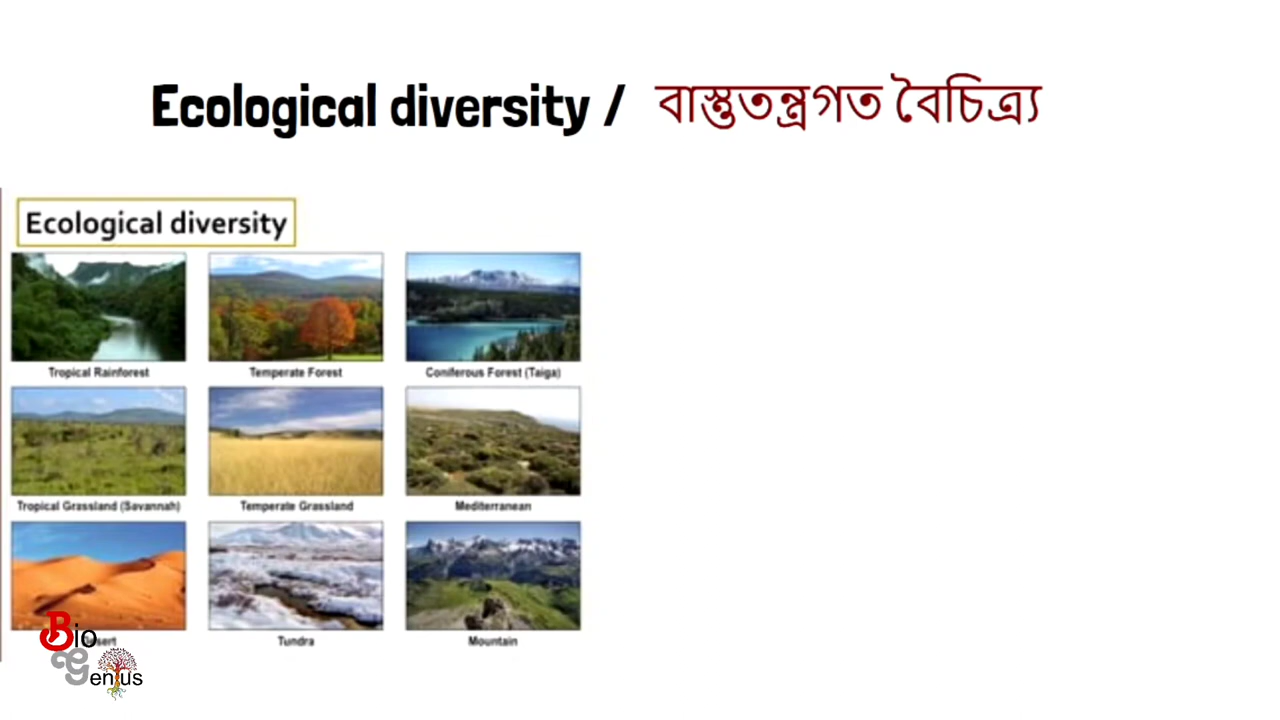 Ecological diversity / বাস্তুতন্ত্রগত বৈচিত্র্য
Ecological diversity
Tropical Rainforest Temperate Forest Coniferous Forest (Taiga)
Tropical Grassland (Savannah) Temperate Grassland Mediterranean
Desert Tundra Mountain
Bio
Genius